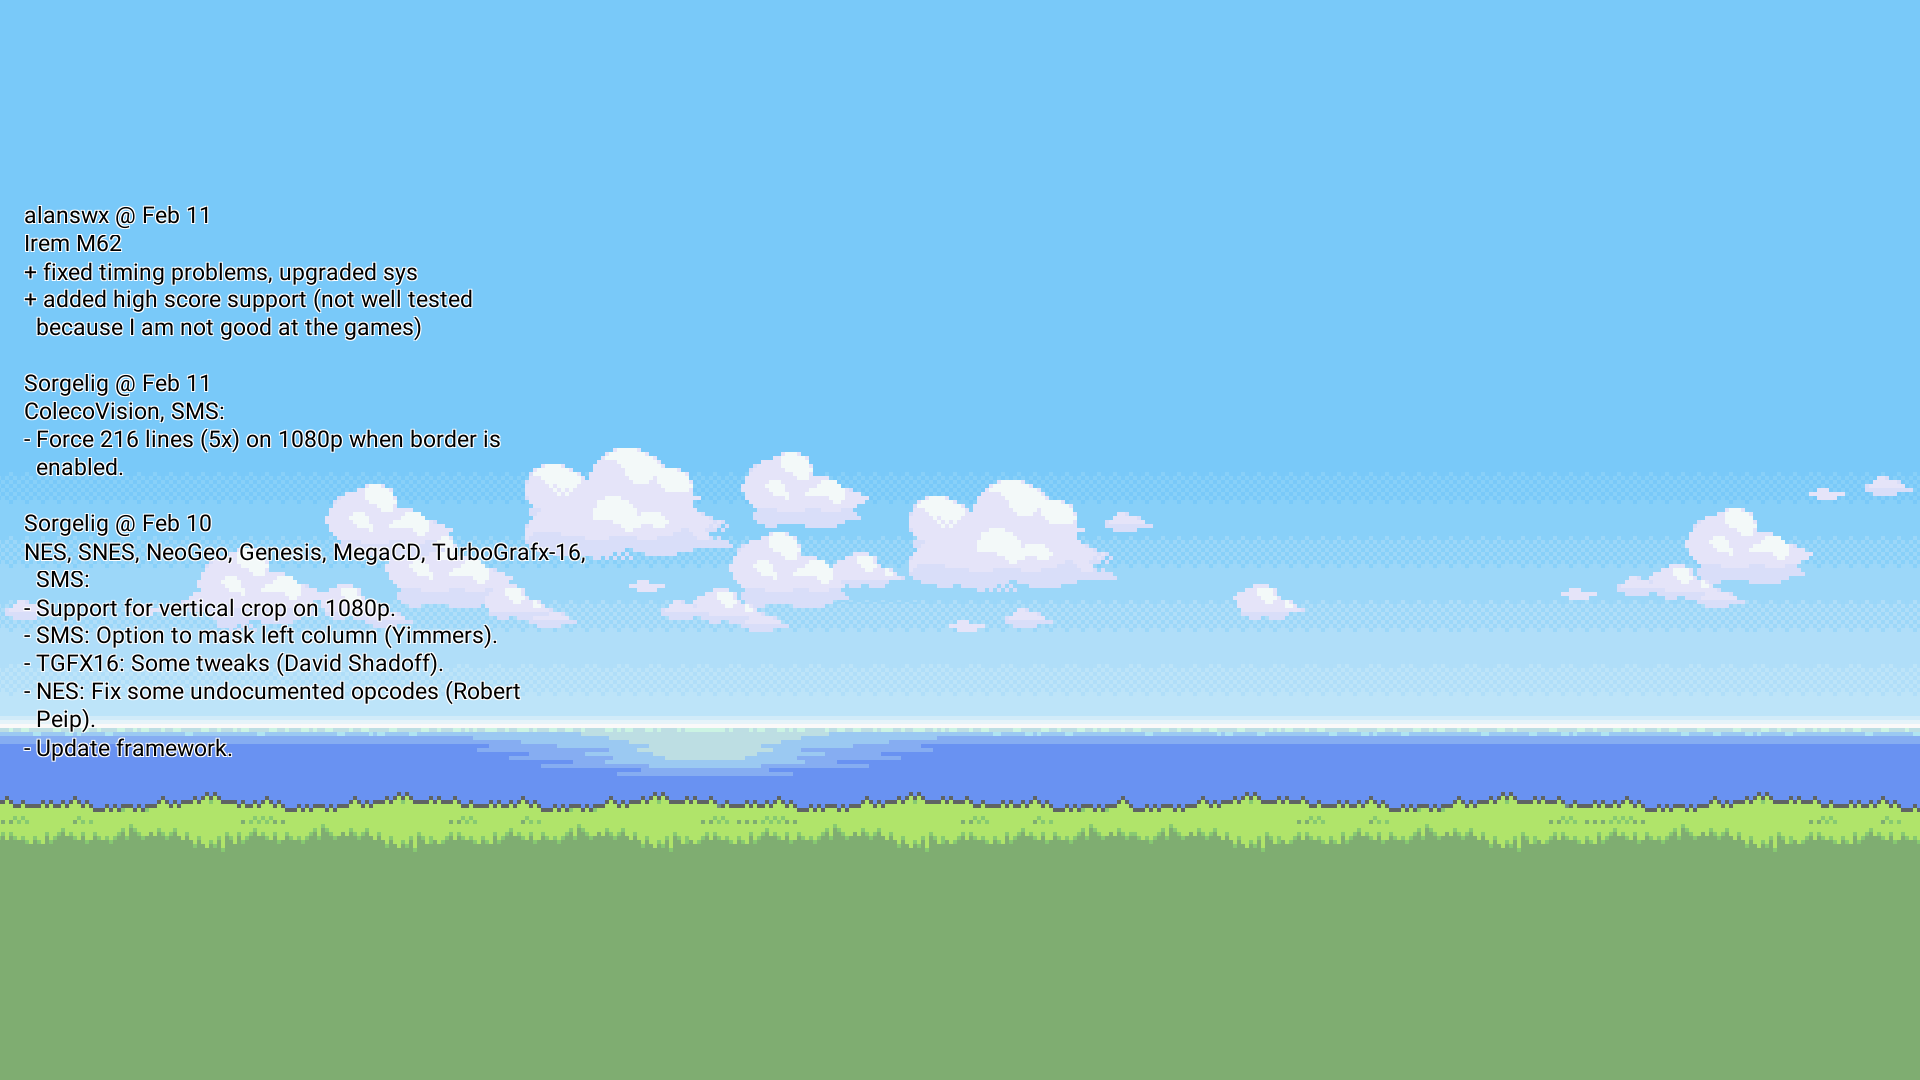 alanswx @ Feb 11
Irem M62
+ fixed timing problems, upgraded sys
+ added high score support (not well tested
because I am not good at the games)
Sorgelig @ Feb 11
ColecoVision, SMS:
- Force 216 lines (5x) on 1080p when border is
enabled.
Sorgelig @ Feb 10
NES, SNES, NeoGeo, Genesis, MegaCD, TurboGrafx-16,
SMS:
- Support for vertical crop on 1080p.
- SMS: Option to mask left column (Yimmers).
- TGFX16: Some tweaks (David Shadoff).
- NES: Fix some undocumented opcodes (Robert
Peip).
- Update framework.